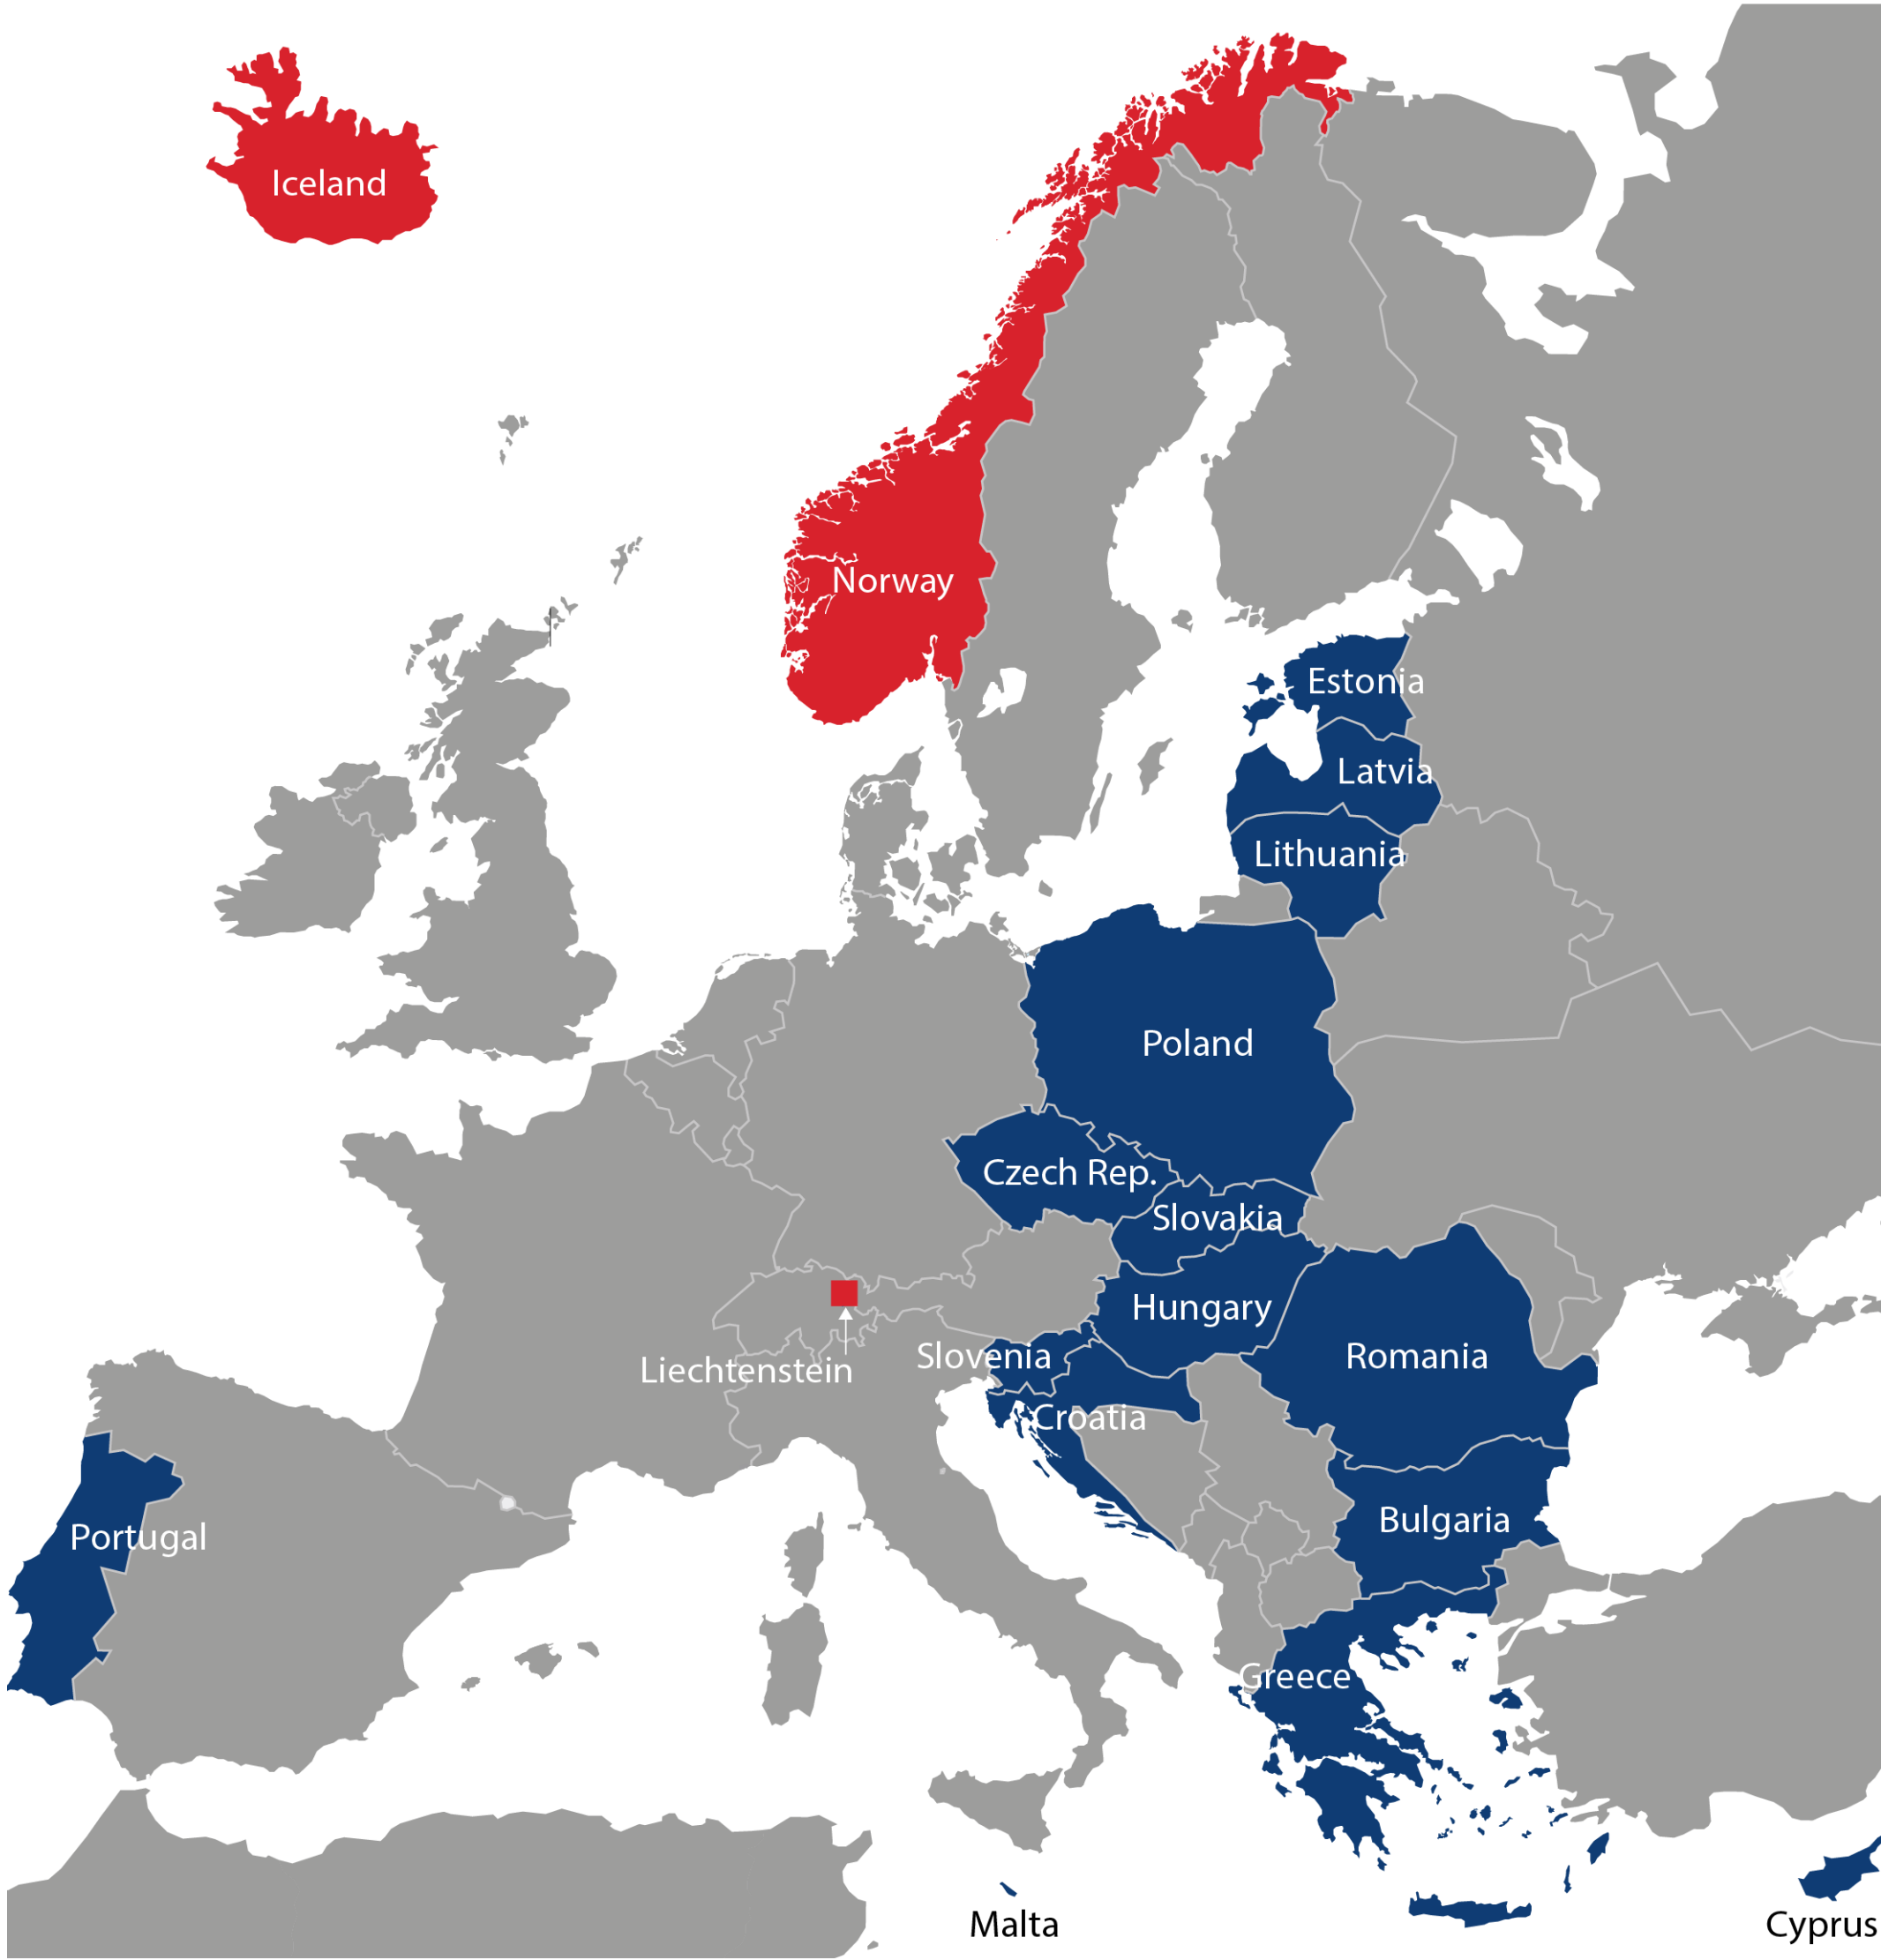 Iceland
Norway
Estonia
Latvia
Lithuania
Poland
Czech Rep.
Slovakia
Hungary
Slovenia
Romania
Liechtenstein
Croatia
Bulgaria
Portugal
Greece
Malta
Cyprus